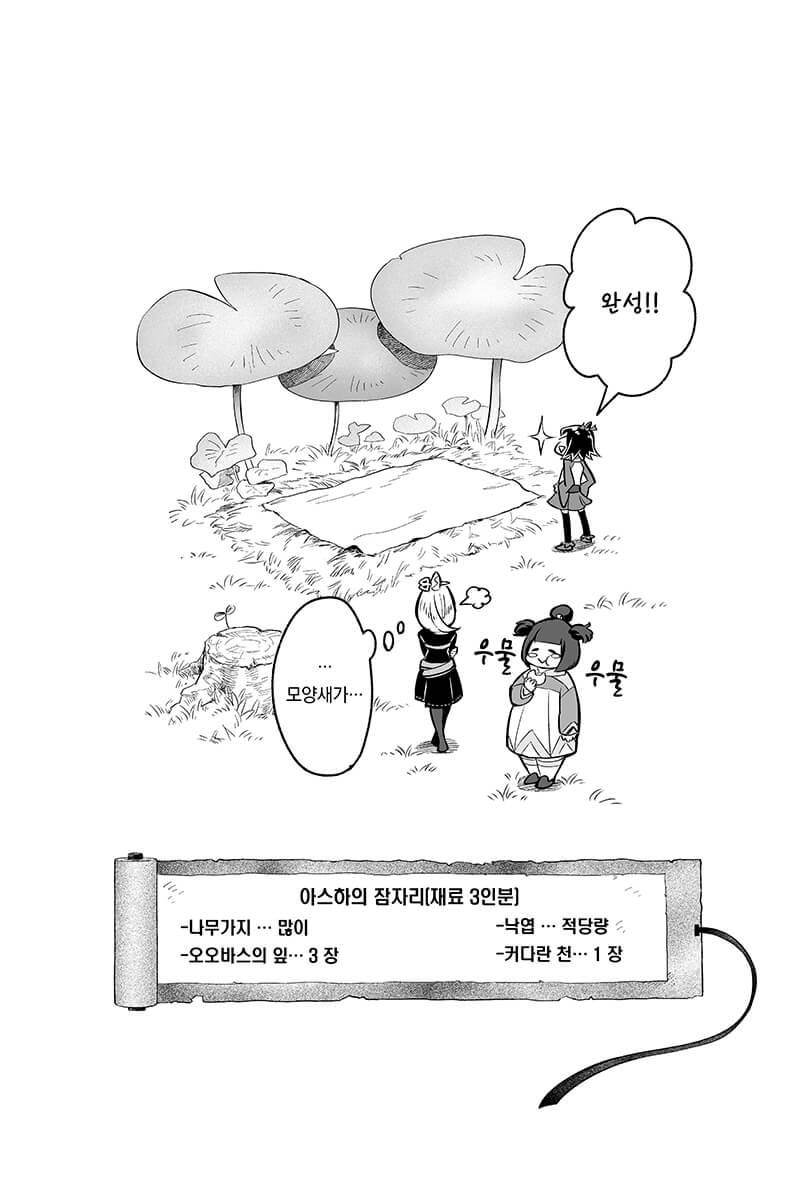 완성!!
…
모양새가…
우물
우물
아스하의 잠자리(재료 3인분)
-나무가지 … 많이
-낙엽 … 적당량
-오오바스의 잎… 3 장
-커다란 천… 1 장